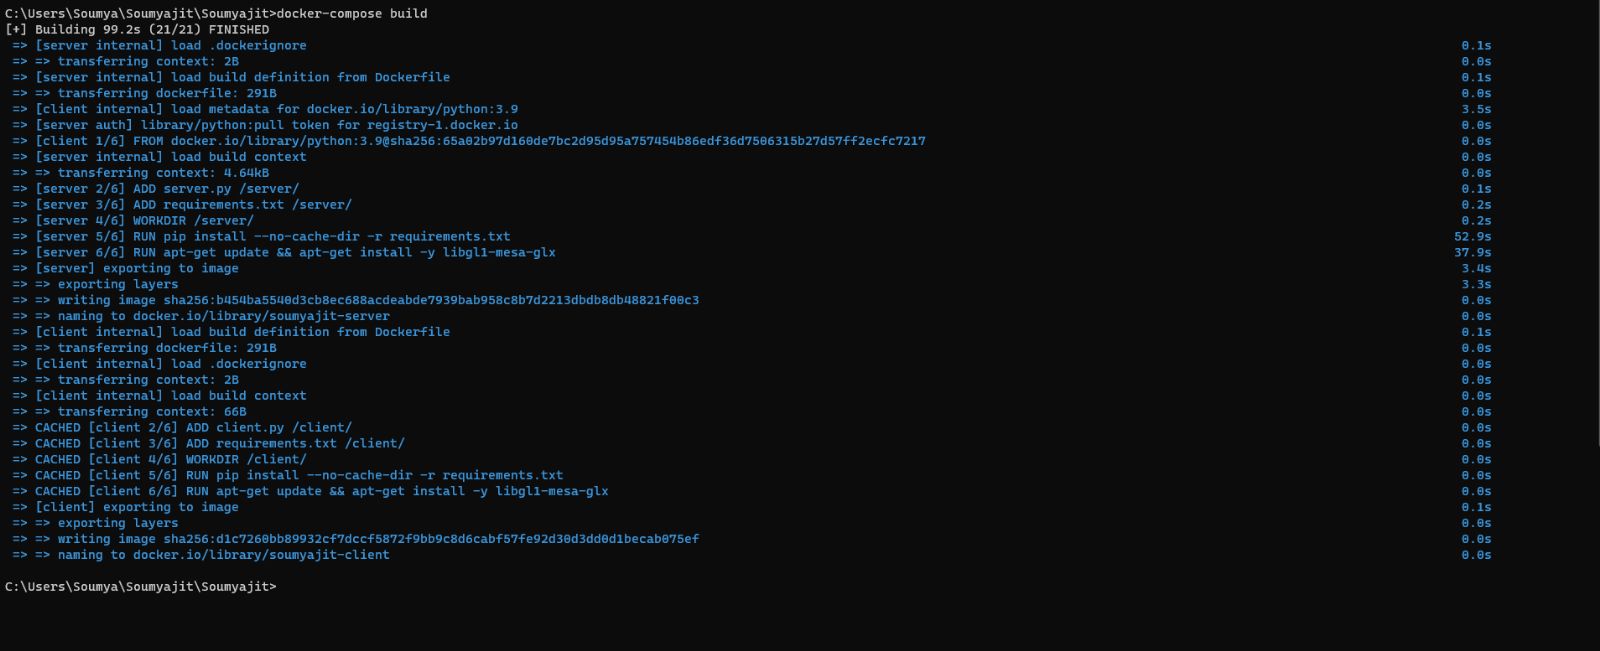 C:\Users\Soumya\Soumyajit\Soumyajit>docker-compose build
[+] Building 99.2s (21/21) FINISHED
=> [server internal] load .dockerignore 0.1s
=> => transferring context: 2B 0.0s
=> [server internal] load build definition from Dockerfile 0.1s
=> => transferring dockerfile: 291B 0.0s
=> [client internal] load metadata for docker.io/library/python:3.9 3.5s
=> [server auth] library/python:pull token for registry-1.docker.io 0.0s
=> [client 1/6] FROM docker.io/library/python:3.9@sha256:65a02b97d160de7bc2d95d95a757454b86edf36d7506315b27d57ff2ecfc7217 0.0s
=> [server internal] load build context 0.0s
=> => transferring context: 4.64kB 0.0s
=> [server 2/6] ADD server.py /server/ 0.1s
=> [server 3/6] ADD requirements.txt /server/ 0.2s
=> [server 4/6] WORKDIR /server/ 0.2s
=> [server 5/6] RUN pip install --no-cache-dir -r requirements.txt 52.9s
=> [server 6/6] RUN apt-get update && apt-get install -y libgl1-mesa-glx 37.9s
=> [server] exporting to image 3.4s
=> => exporting layers 3.3s
=> => writing image sha256:b454ba5540d3cb8ec688acdeabde7939bab958c8b7d2213dbdb8db48821f00c3 0.0s
=> => naming to docker.io/library/soumyajit-server 0.0s
=> [client internal] load build definition from Dockerfile 0.1s
=> => transferring dockerfile: 291B 0.0s
=> [client internal] load .dockerignore 0.0s
=> => transferring context: 2B 0.0s
=> [client internal] load build context 0.0s
=> => transferring context: 66B 0.0s
=> CACHED [client 2/6] ADD client.py /client/ 0.0s
=> CACHED [client 3/6] ADD requirements.txt /client/ 0.0s
=> CACHED [client 4/6] WORKDIR /client/ 0.0s
=> CACHED [client 5/6] RUN pip install --no-cache-dir -r requirements.txt 0.0s
=> CACHED [client 6/6] RUN apt-get update && apt-get install -y libgl1-mesa-glx 0.0s
=> [client] exporting to image 0.1s
=> => exporting layers 0.0s
=> => writing image sha256:d1c7260bb89932cf7dccf5872f9bb9c8d6cabf57fe92d30d3dd0d1becab075ef 0.0s
=> => naming to docker.io/library/soumyajit-client 0.0s
C:\Users\Soumya\Soumyajit\Soumyajit>